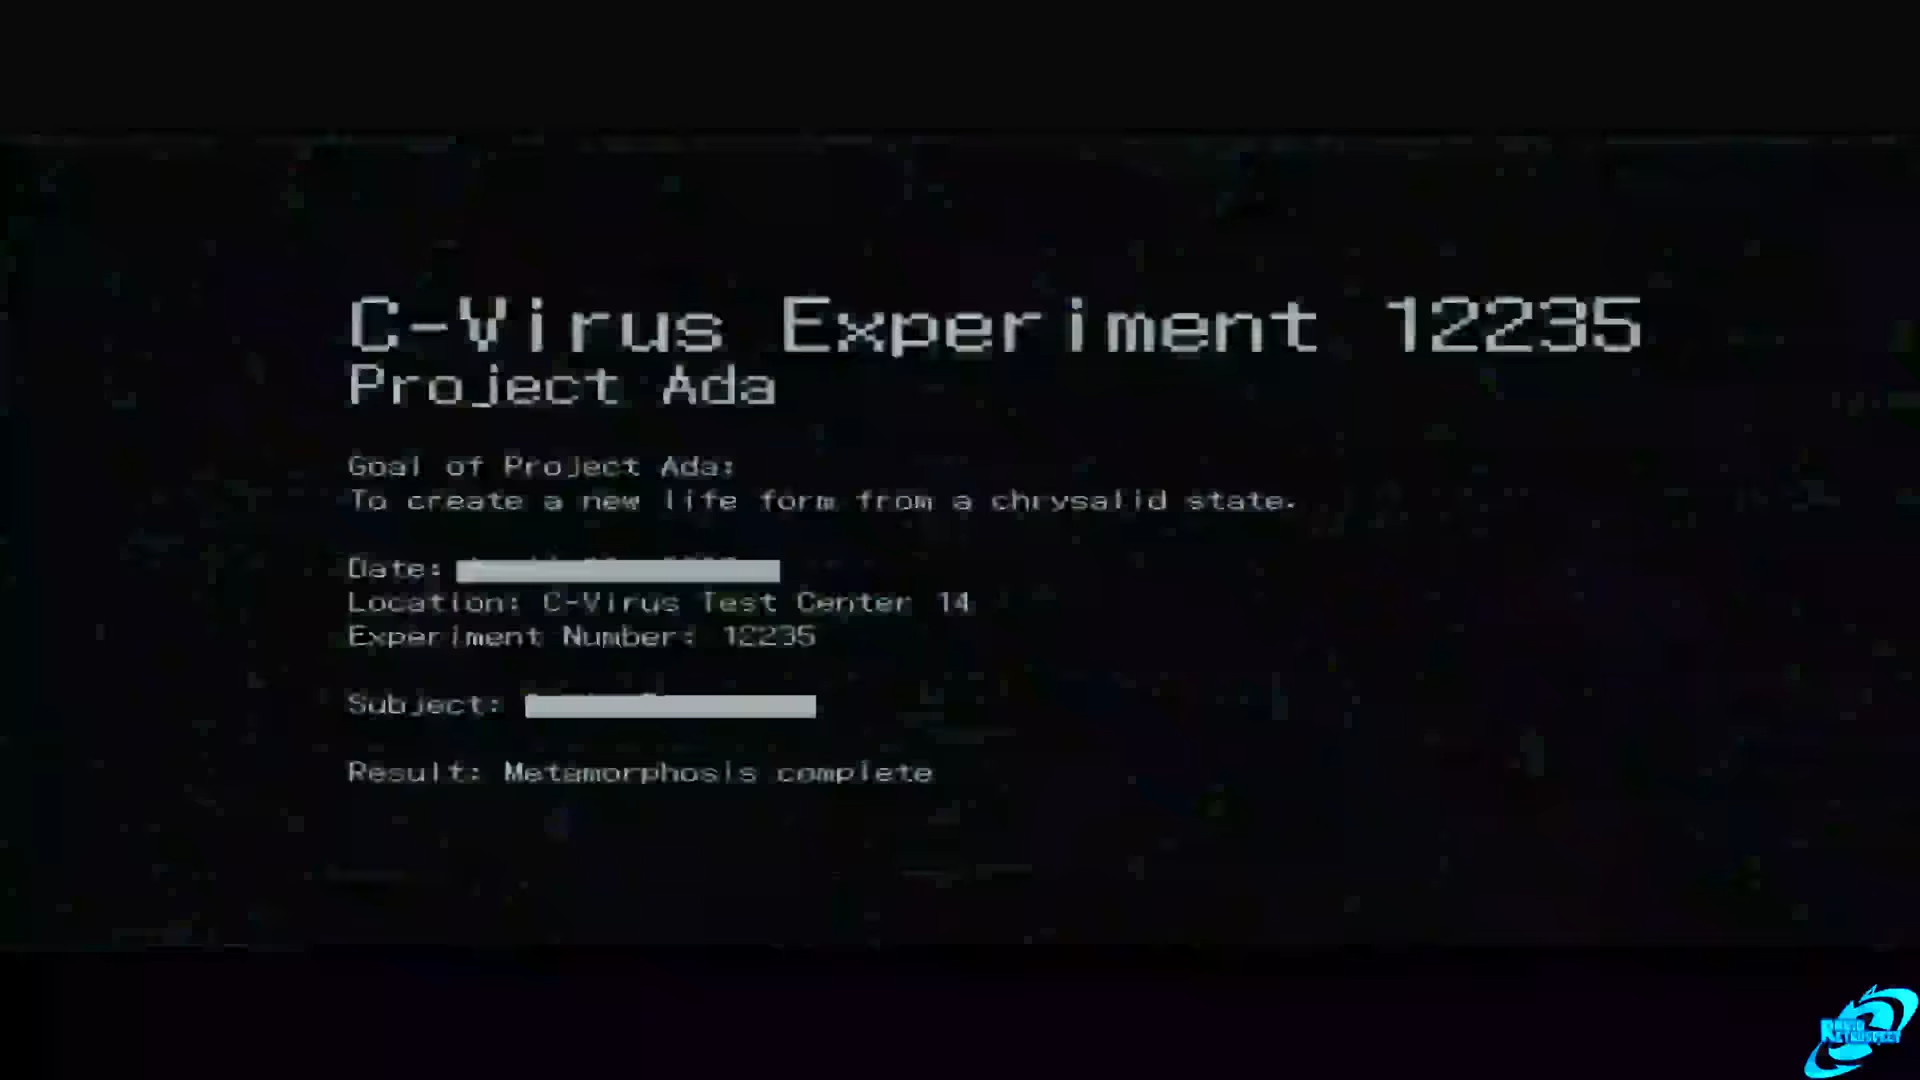 C-Virus Experiment 12235
Project Ada
Goal of Project Ada:
To create a new life form from a chrysalid state.
Date:
Location: C-Virus Test Center 14
Experiment Number: 12235
Subject:
Result: Metamorphosis complete
RETROSPECT